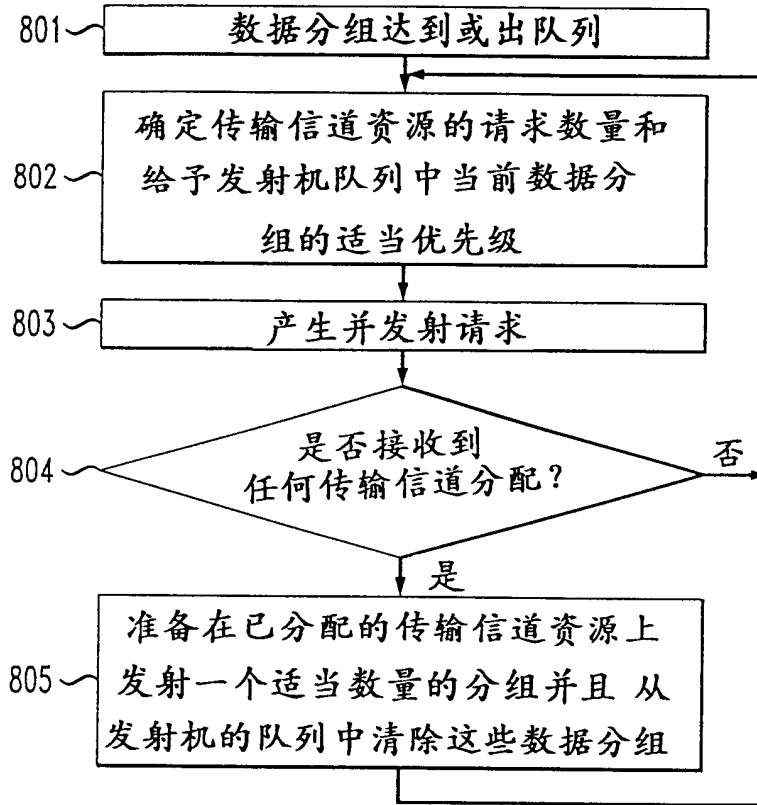 801
数据分组达到或出队列
802
确定传输信道资源的请求数量和
给予发射机队列中当前数据分
组的适当优先级
803
产生并发射请求
804
是否接收到
任何传输信道分配?
否
是
805
准备在已分配的传输信道资源上
发射一个适当数量的分组并且 从
发射机的队列中清除这些数据分组